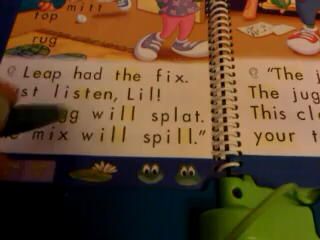 mitt
top
rug
Leap had the fix.
listen, Lil!
will splat.
mix will spill."
"The j
The jug
This cl
your t